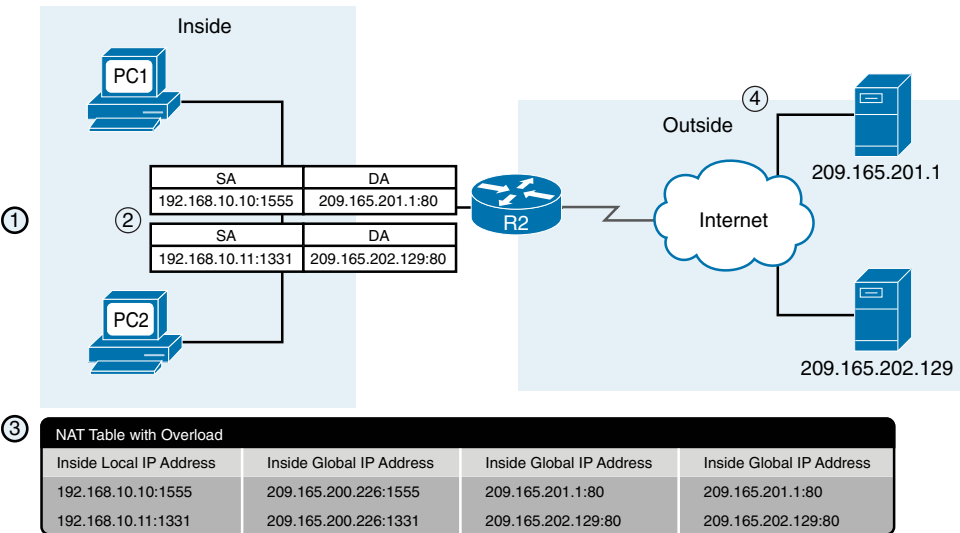 Inside
PC1
4
Outside
209.165.201.1
SA DA
192.168.10.10:1555 209.165.201.1:80
1
2
R2
Internet
SA DA
192.168.10.11:1331 209.165.202.129:80
PC2
209.165.202.129
3
NAT Table with Overload
Inside Local IP Address Inside Global IP Address Inside Global IP Address Inside Global IP Address
192.168.10.10:1555 209.165.200.226:1555 209.165.201.1:80 209.165.201.1:80
192.168.10.11:1331 209.165.200.226:1331 209.165.202.129:80 209.165.202.129:80